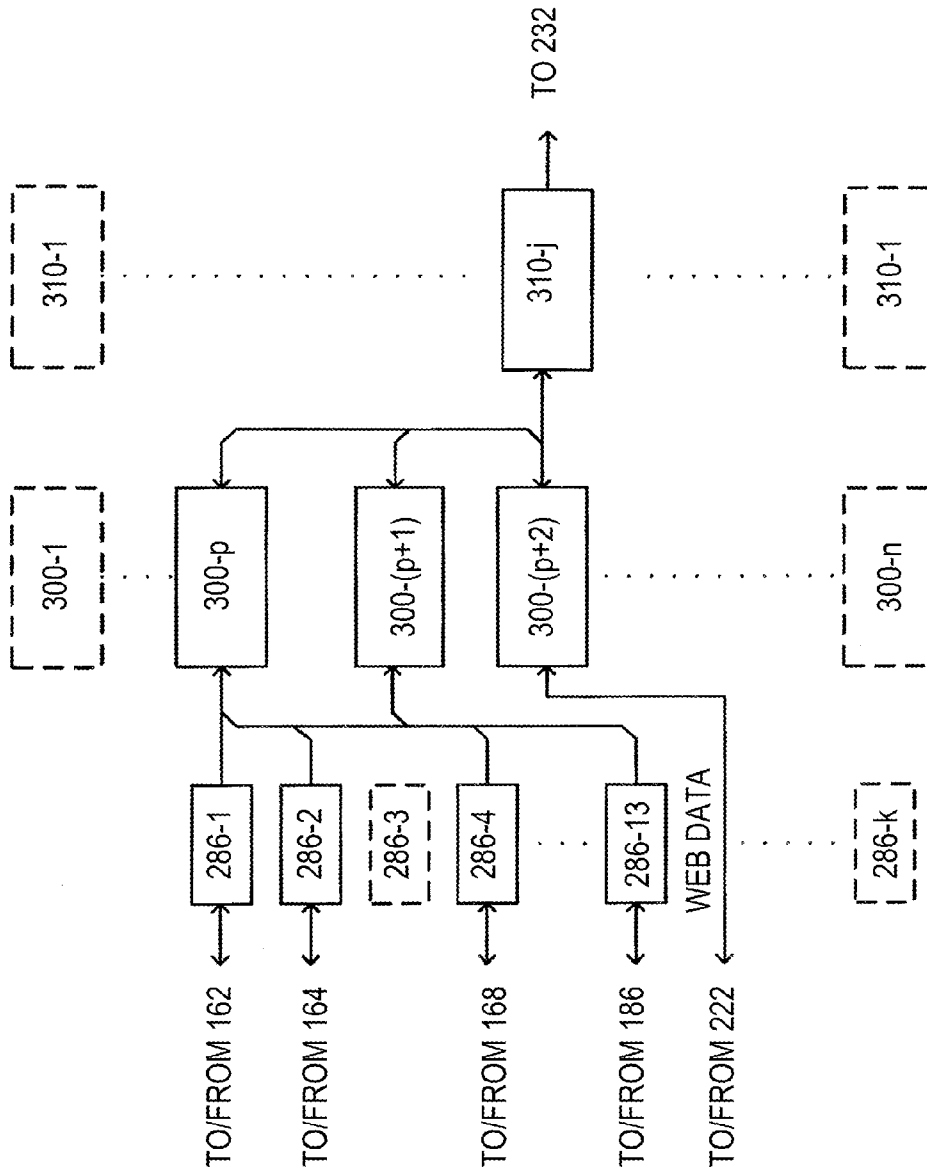 TO/FROM 162
TO/FROM 164
TO/FROM 168
TO/FROM 186
TO/FROM 222
286-1
286-2
286-3
286-4
286-13
WEB DATA
286-k
300-1
300-p
300-(p+1)
300-(p+2)
300-n
310-1
310-j
310-1
TO 232